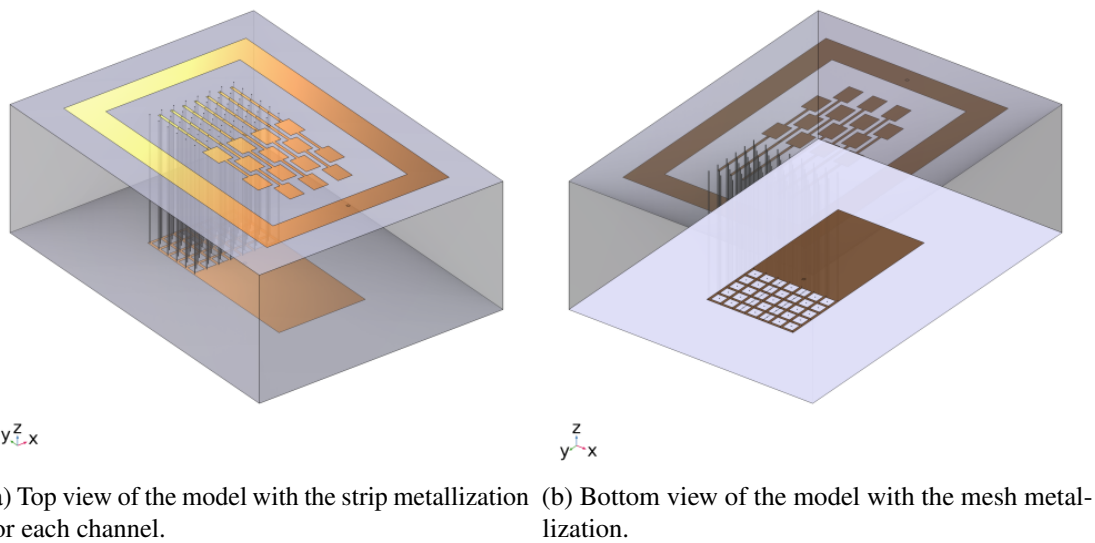 y z x
z
y x
) Top view of the model with the strip metallization
or each channel.
(b) Bottom view of the model with the mesh metal-
lization.